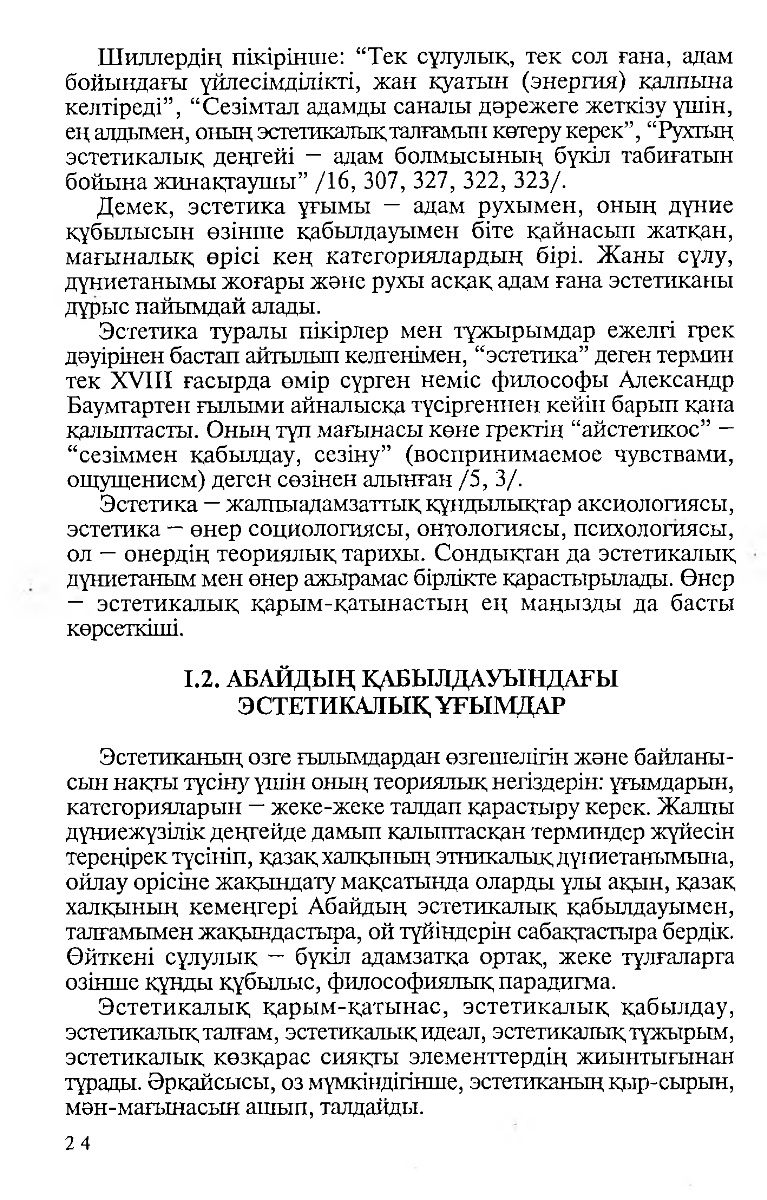 Шиллердің пікірінше: “Тек сұлулық, тек сол ғана, адам
бойындағы үйлесімділікті, жан қуатын (энергия) қалпына
келтіреді”, “Сезімтал адамды саналы дәрежеге жеткізу үшін,
ең алдымен, оның эстетикалық талғамын көтеру керек”, “Рухтың
эстетикалық деңгейі — адам болмысының бүкіл табиғатын
бойына жинақтаушы” /16, 307, 327, 322, 323/.
Демек, эстетика ұғымы — адам рухымен, оның дүние
құбылысын өзінше қабылдауымен біте қайнасып жатқан,
мағыналық өрісі кең категориялардың бірі. Жаны сұлу,
дүниетанымы жоғары және рухы асқақ адам ғана эстетиканы
дұрыс пайымдай алады.
Эстетика туралы пікірлер мен тұжырымдар ежелгі грек
дәуірінен бастап айтылып келгенімен, “эстетика” деген термин
тек XVIII ғасырда өмір сүрген неміс философы Александр
Баумгартен ғылыми айналысқа түсіргеннен кейін барып қана
қалыптасты. Оның түп мағынасы көне гректің “айстетикос” —
“сезіммен қабылдау, сезіну” (воспринимаемое чувствами,
ощущением) деген сөзінен алынған /5, 3/.
Эстетика — жалпыадамзаттық құндылықтар аксиологиясы,
эстетика — өнер социологиясы, онтологиясы, психологиясы,
ол — онердің теориялық тарихы. Сондықтан да эстетикалық
дүниетаным мен өнер ажырамас бірлікте қарастырылады. Өнер
— эстетикалық қарым-қатынастың ең маңызды да басты
көрсеткіші.
I.2. АБАЙДЫҢ ҚАБЫЛДАУЫНДАҒЫ
ЭСТЕТИКАЛЫҚ ҰҒЫМДАР
Эстетиканың озге ғылымдардан өзгешелігін және байланы-
сын нақты түсіну үшін оның теориялық негіздерін: ұғымдарын,
категорияларын — жеке-жеке талдап қарастыру керек. Жалпы
дүниежүзілік деңгейде дамып қалыптасқан терминдер жүйесін
тереңірек түсініп, қазақ халқының этникалық дүниетанымына,
ойлау орісіне жақындату мақсатында оларды ұлы ақын, қазақ
халқының кемеңгері Абайдың эстетикалық қабылдауымен,
талғамымен жақындастыра, ой түйіндерін сабақтастыра бердік.
Өйткені сұлулық — бүкіл адамзатқа ортақ, жеке тұлғаларға
озінше құнды құбылыс, философиялық парадигма.
Эстетикалық қарым-қатынас, эстетикалық қабылдау,
эстетикалық талғам, эстетикалық идеал, эстетикалық тұжырым,
эстетикалық көзқарас сияқты элементтердің жиынтығынан
тұрады. Әрқайсысы, оз мүмкіндігінше, эстетиканың қыр-сырын,
мән-мағынасын ашып, талдайды.
24